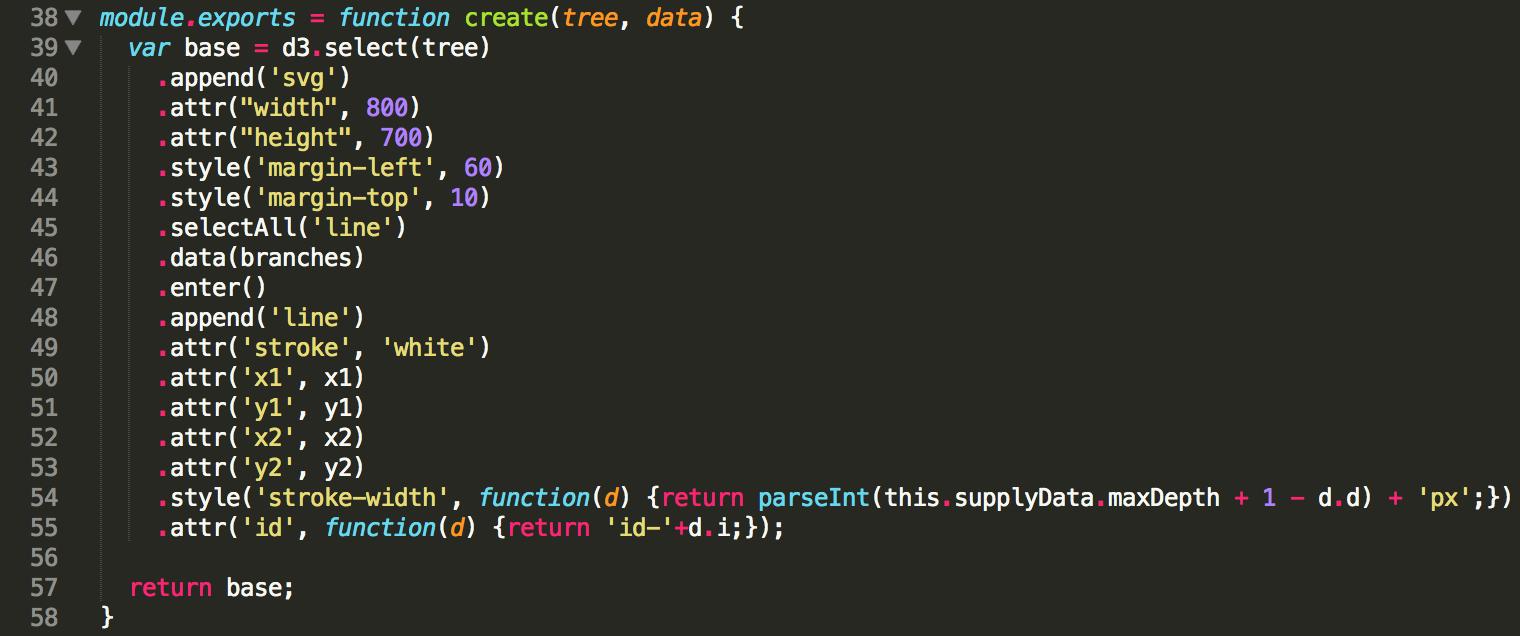 38 ▼ module.exports = function create(tree, data) {
39 ▼   var base = d3.select(tree)
40       .append('svg')
41       .attr("width", 800)
42       .attr("height", 700)
43       .style('margin-left', 60)
44       .style('margin-top', 10)
45       .selectAll('line')
46       .data(branches)
47       .enter()
48       .append('line')
49       .attr('stroke', 'white')
50       .attr('x1', x1)
51       .attr('y1', y1)
52       .attr('x2', x2)
53       .attr('y2', y2)
54       .style('stroke-width', function(d) {return parseInt(this.supplyData.maxDepth + 1 - d.d) + 'px';})
55       .attr('id', function(d) {return 'id-'+d.i;});
56
57     return base;
58   }